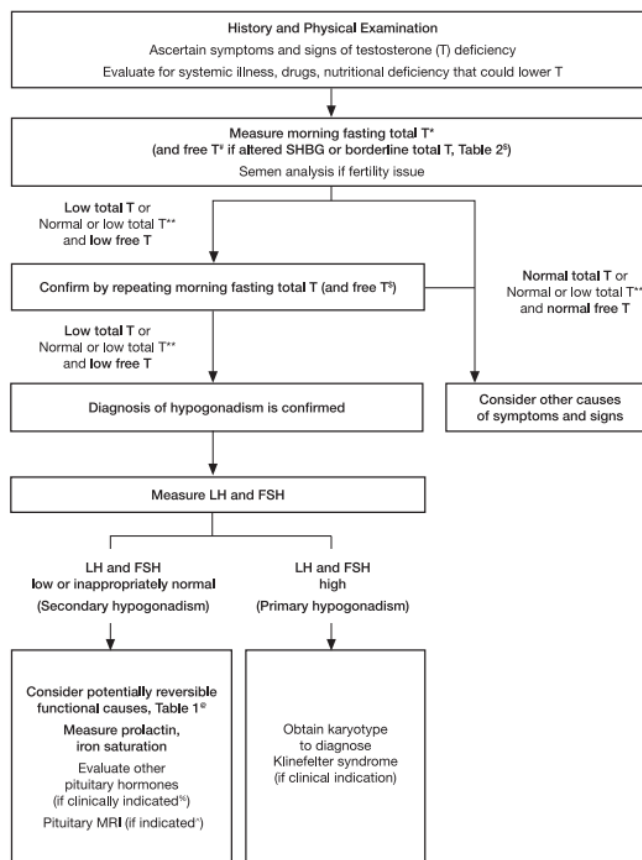 History and Physical Examination
Ascertain symptoms and signs of testosterone (T) deficiency
Evaluate for systemic illness, drugs, nutritional deficiency that could lower T
Measure morning fasting total T*
(and free T¥ if altered SHBG or borderline total T, Table 2$)
Semen analysis if fertility issue
Low total T or
Normal or low total T**
and low free T
Confirm by repeating morning fasting total T (and free T$)
Normal total T or
Normal or low total T**
and normal free T
Low total T or
Normal or low total T**
and low free T
Diagnosis of hypogonadism is confirmed
Consider other causes
of symptoms and signs
Measure LH and FSH
LH and FSH
low or inappropriately normal
(Secondary hypogonadism)
LH and FSH
high
(Primary hypogonadism)
Consider potentially reversible
functional causes, Table 1@
Measure prolactin,
iron saturation
Evaluate other
pituitary hormones
(if clinically indicated%)
Pituitary MRI (if indicated^)
Obtain karyotype
to diagnose
Klinefelter syndrome
(if clinical indication)